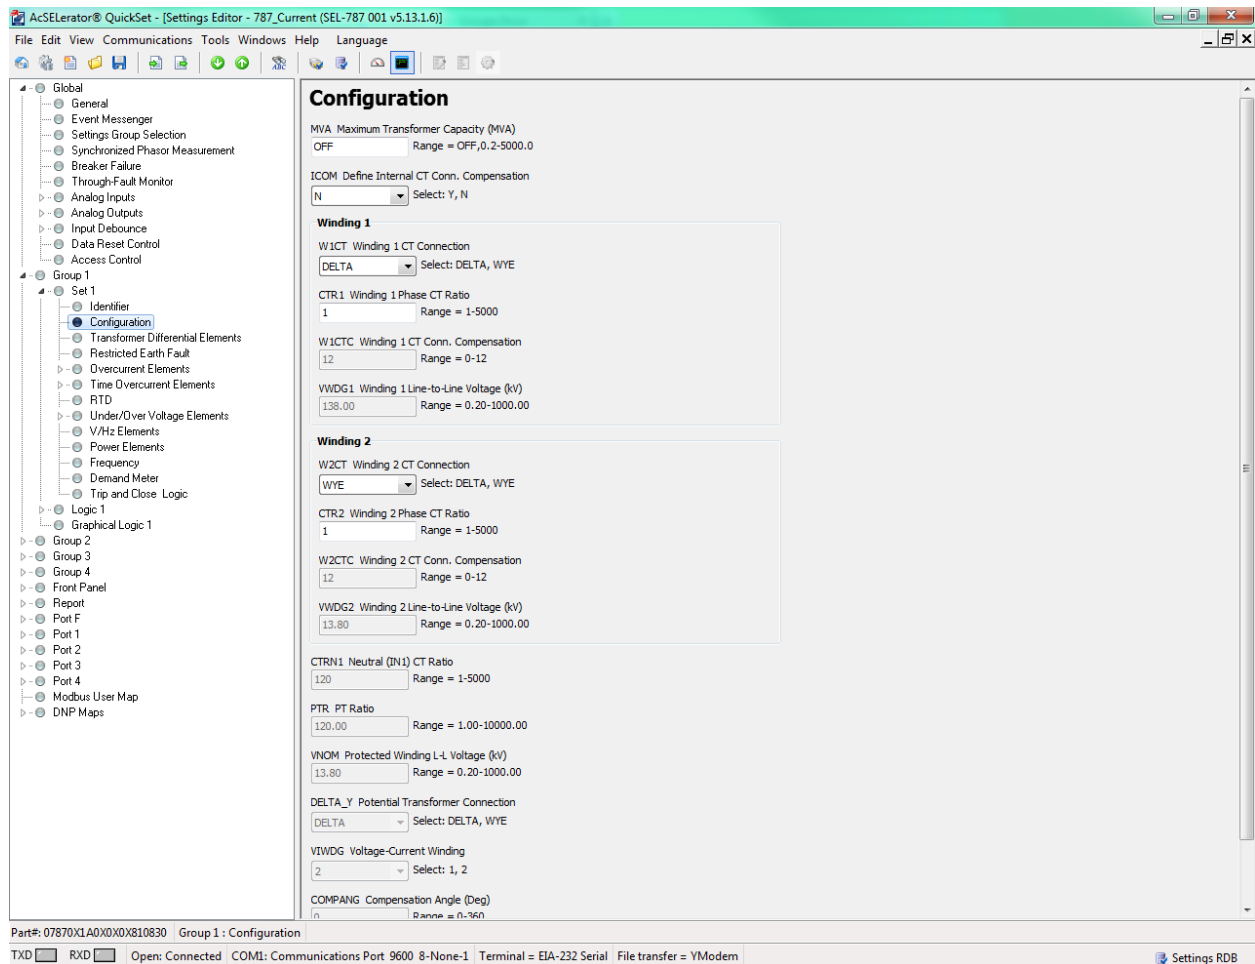 AcSELerator® QuickSet - [Settings Editor - 787_Current (SEL-787 001 v5.13.1.6)]
File Edit View Communications Tools Windows Help Language
Global
General
Event Messenger
Settings Group Selection
Synchronized Phasor Measurement
Breaker Failure
Through-Fault Monitor
Analog Inputs
Analog Outputs
Input Debounce
Data Reset Control
Access Control
Group 1
Set 1
Identifier
Configuration
Transformer Differential Elements
Restricted Earth Fault
Overcurrent Elements
Time Overcurrent Elements
RTD
Under/Over Voltage Elements
V/Hz Elements
Power Elements
Frequency
Demand Meter
Trip and Close Logic
Logic 1
Graphical Logic 1
Group 2
Group 3
Group 4
Front Panel
Report
Port F
Port 1
Port 2
Port 3
Port 4
Modbus User Map
DNP Maps
Configuration
MVA Maximum Transformer Capacity (MVA)
OFF Range = OFF,0.2-5000.0
ICOM Define Internal CT Conn. Compensation
N Select: Y, N
Winding 1
W1CT Winding 1 CT Connection
DELTA Select: DELTA, WYE
CTR1 Winding 1 Phase CT Ratio
1 Range = 1-5000
W1CTC Winding 1 CT Conn. Compensation
12 Range = 0-12
VWDG1 Winding 1 Line-to-Line Voltage (kV)
138.00 Range = 0.20-1000.00
Winding 2
W2CT Winding 2 CT Connection
WYE Select: DELTA, WYE
CTR2 Winding 2 Phase CT Ratio
1 Range = 1-5000
W2CTC Winding 2 CT Conn. Compensation
12 Range = 0-12
VWDG2 Winding 2 Line-to-Line Voltage (kV)
13.80 Range = 0.20-1000.00
CTRN1 Neutral (IN1) CT Ratio
120 Range = 1-5000
PTR PT Ratio
120.00 Range = 1.00-10000.00
VNOM Protected Winding L-L Voltage (kV)
13.80 Range = 0.20-1000.00
DELTA_Y Potential Transformer Connection
DELTA Select: DELTA, WYE
VIWDG Voltage-Current Winding
2 Select: 1, 2
COMPANG Compensation Angle (Deg)
0 Range = 0-360
Part#: 07870X1A0X0X0X810830 Group 1 : Configuration
TXD RXD Open: Connected COM1: Communications Port 9600 8-None-1 Terminal = EIA-232 Serial File transfer = YModem Settings RDB